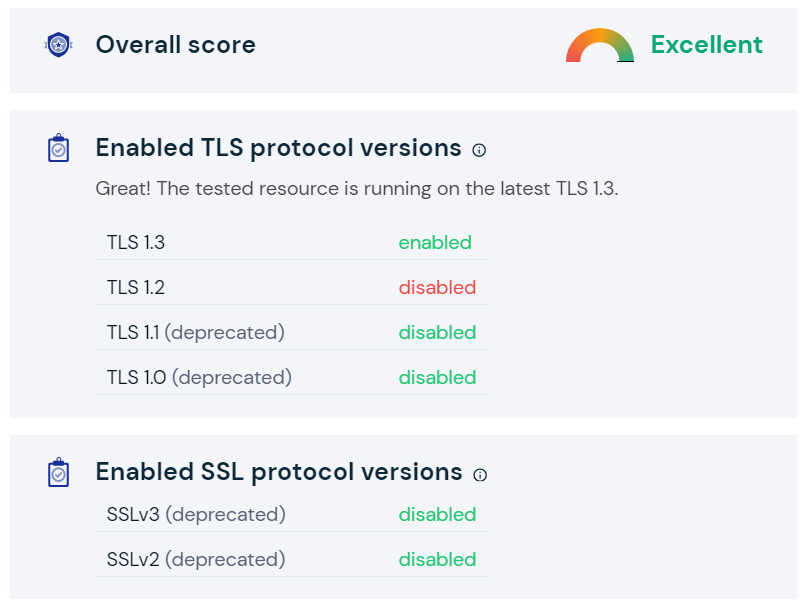 Overall score
Excellent
Enabled TLS protocol versions
Great! The tested resource is running on the latest TLS 1.3.
TLS 1.3 enabled
TLS 1.2 disabled
TLS 1.1 (deprecated) disabled
TLS 1.0 (deprecated) disabled
Enabled SSL protocol versions
SSLv3 (deprecated) disabled
SSLv2 (deprecated) disabled